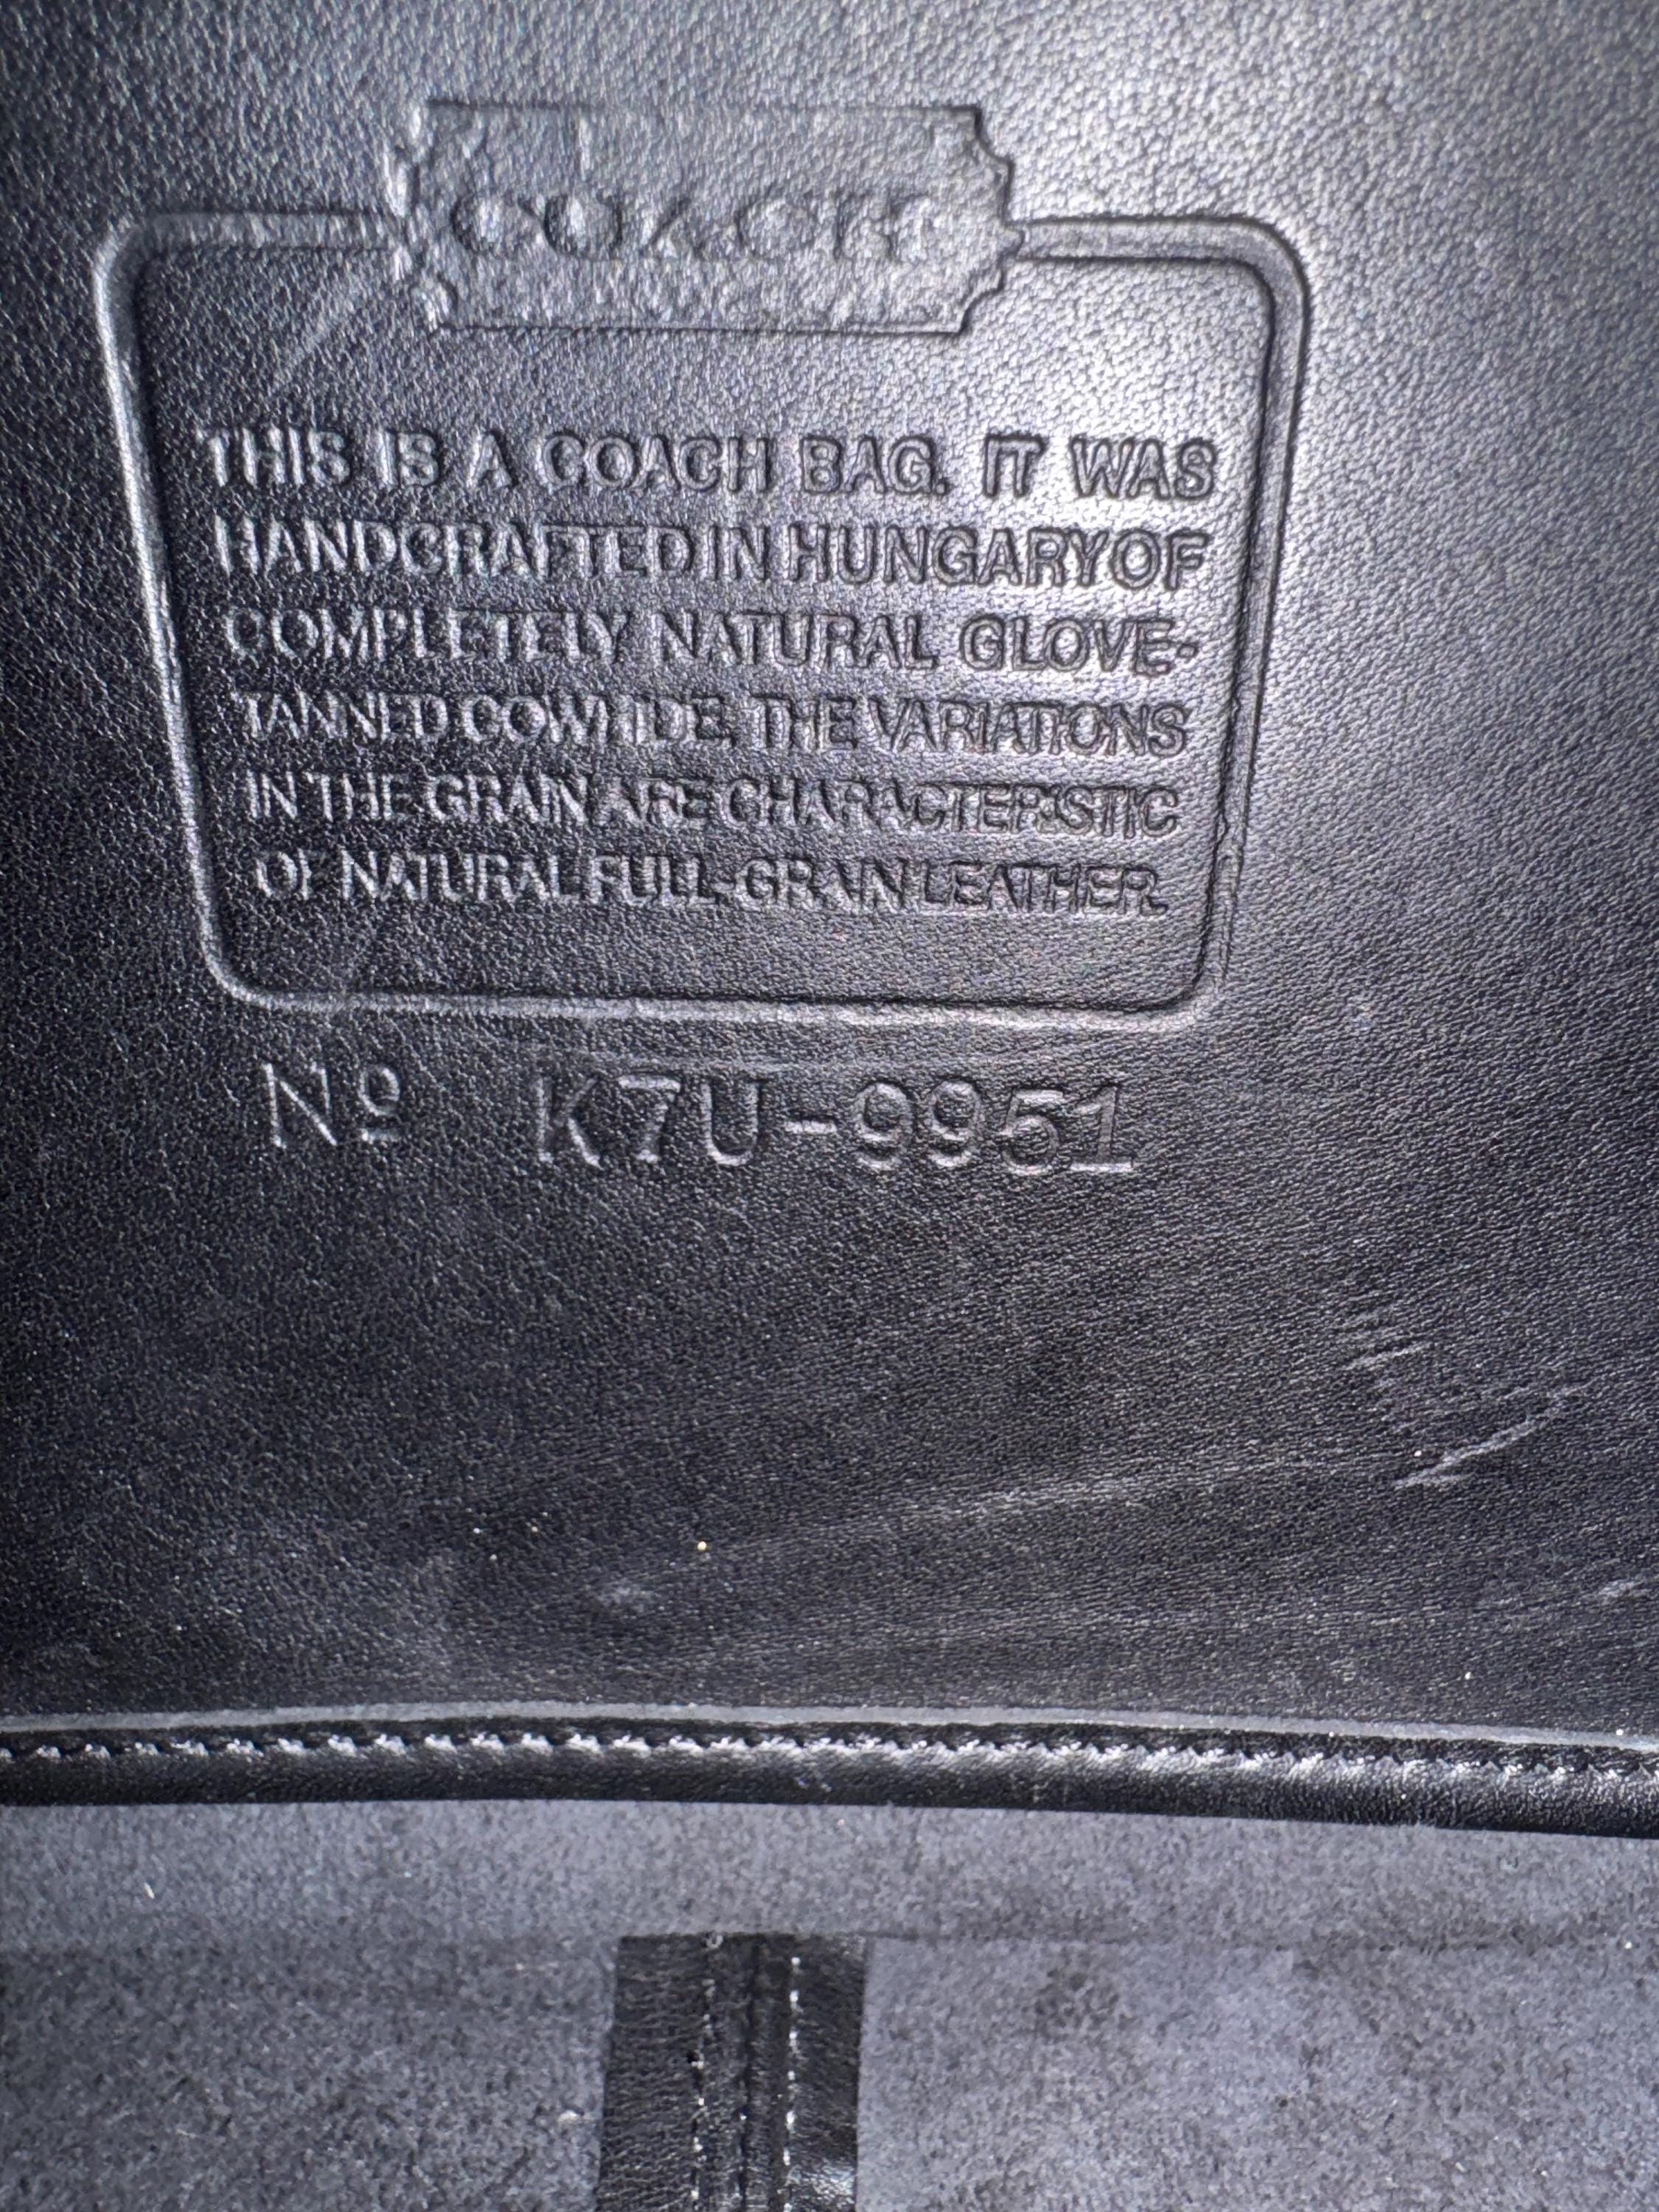 COACH
THIS IS A COACH BAG. IT WAS
HANDCRAFTED IN HUNGARY OF
COMPLETELY NATURAL GLOVE-
TANNED COWHIDE. THE VARIATIONS
IN THE GRAIN ARE CHARACTERISTIC
OF NATURAL FULL-GRAIN LEATHER.
Nº K7U-9951